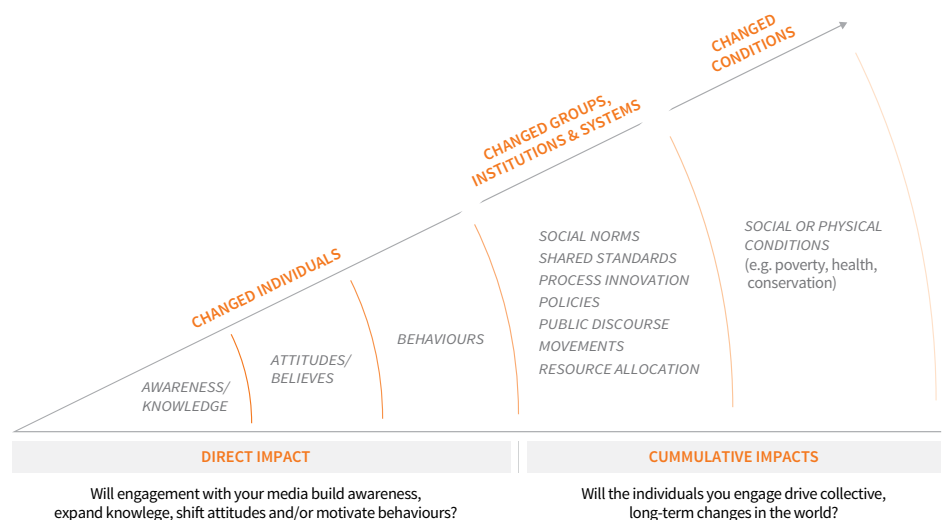 CHANGED
CONDITIONS
CHANGED GROUPS,
INSTITUTIONS & SYSTEMS
CHANGED INDIVIDUALS
AWARENESS/
KNOWLEDGE
ATTITUDES/
BELIEVES
BEHAVIOURS
SOCIAL NORMS
SHARED STANDARDS
PROCESS INNOVATION
POLICIES
PUBLIC DISCOURSE
MOVEMENTS
RESOURCE ALLOCATION
SOCIAL OR PHYSICAL
CONDITIONS
(e.g. poverty, health,
conservation)
DIRECT IMPACT
Will engagement with your media build awareness,
expand knowlege, shift attitudes and/or motivate behaviours?
CUMMULATIVE IMPACTS
Will the individuals you engage drive collective,
long-term changes in the world?